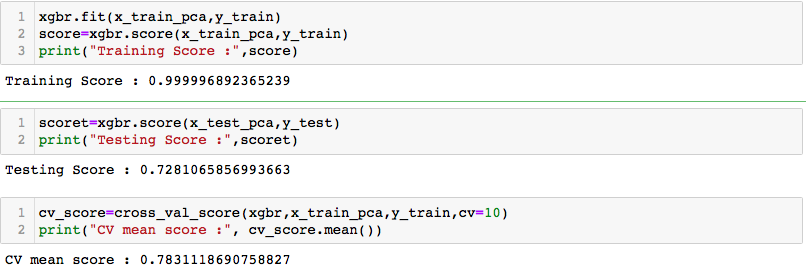 1 xgbr.fit(x_train_pca,y_train)
2 score=xgbr.score(x_train_pca,y_train)
3 print("Training Score :",score)
Training Score : 0.999996892365239
1 scoret=xgbr.score(x_test_pca,y_test)
2 print("Testing Score :",scoret)
Testing Score : 0.7281065856993663
1 cv_score=cross_val_score(xgbr,x_train_pca,y_train,cv=10)
2 print("CV mean score :", cv_score.mean())
CV mean score : 0.7831118690758827